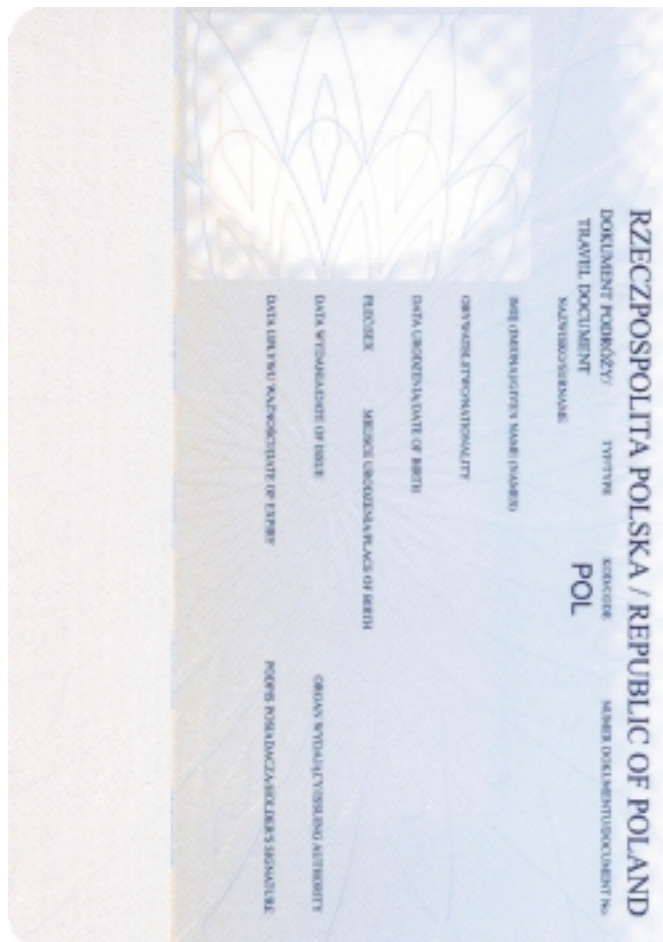 RZECZPOSPOLITA POLSKA / REPUBLIC OF POLAND
DOKUMENT PODRÓŻY/ TYP/TYPE KOD/CODE NUMER DOKUMENTU/DOCUMENT No.
TRAVEL DOCUMENT POL
NAZWISKO/SURNAME
IMIĘ (IMIONA)/GIVEN NAME (NAMES)
OBYWATELSTWO/NATIONALITY
DATA URODZENIA/DATE OF BIRTH
PŁEĆ/SEX MIEJSCE URODZENIA/PLACE OF BIRTH
DATA WYDANIA/DATE OF ISSUE ORGAN WYDAJĄCY/ISSUING AUTHORITY
DATA UPŁYWU WAŻNOŚCI/DATE OF EXPIRY PODPIS POSIADACZA/HOLDER'S SIGNATURE